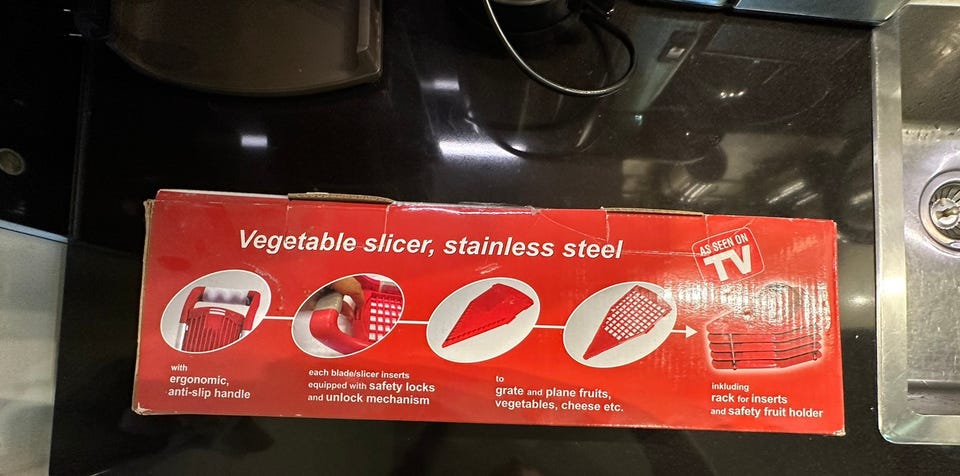 Vegetable slicer, stainless steel
AS SEEN ON
TV
with
ergonomic,
anti-slip handle
each blade/slicer inserts
equipped with safety locks
and unlock mechanism
to
grate and plane fruits,
vegetables, cheese etc.
inkluding
rack for inserts
and safety fruit holder